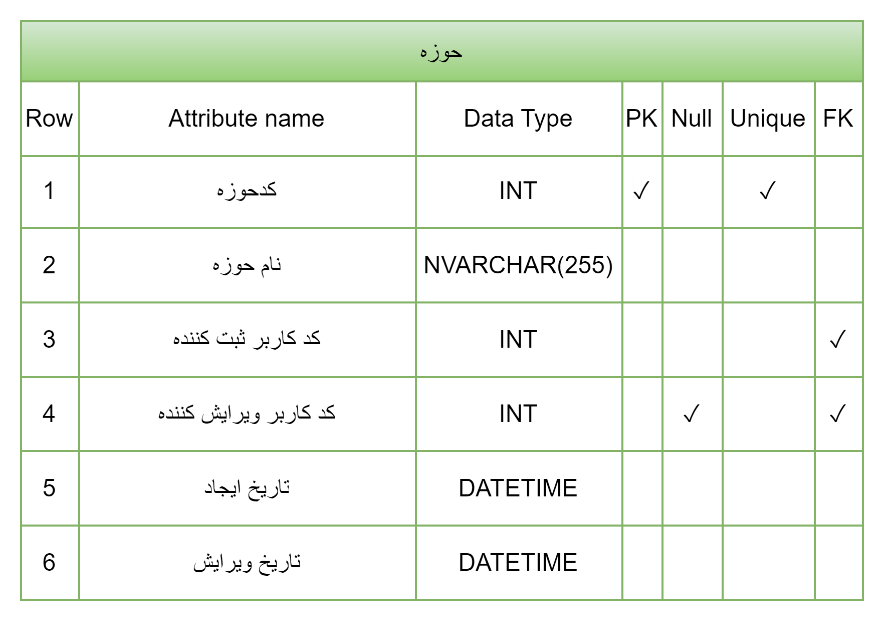 حوزه
Row Attribute name Data Type PK Null Unique FK
1 کدحوزه INT ✓ ✓
2 نام حوزه NVARCHAR(255)
3 کد کاربر ثبت کننده INT ✓
4 کد کاربر ویرایش کننده INT ✓ ✓
5 تاریخ ایجاد DATETIME
6 تاریخ ویرایش DATETIME